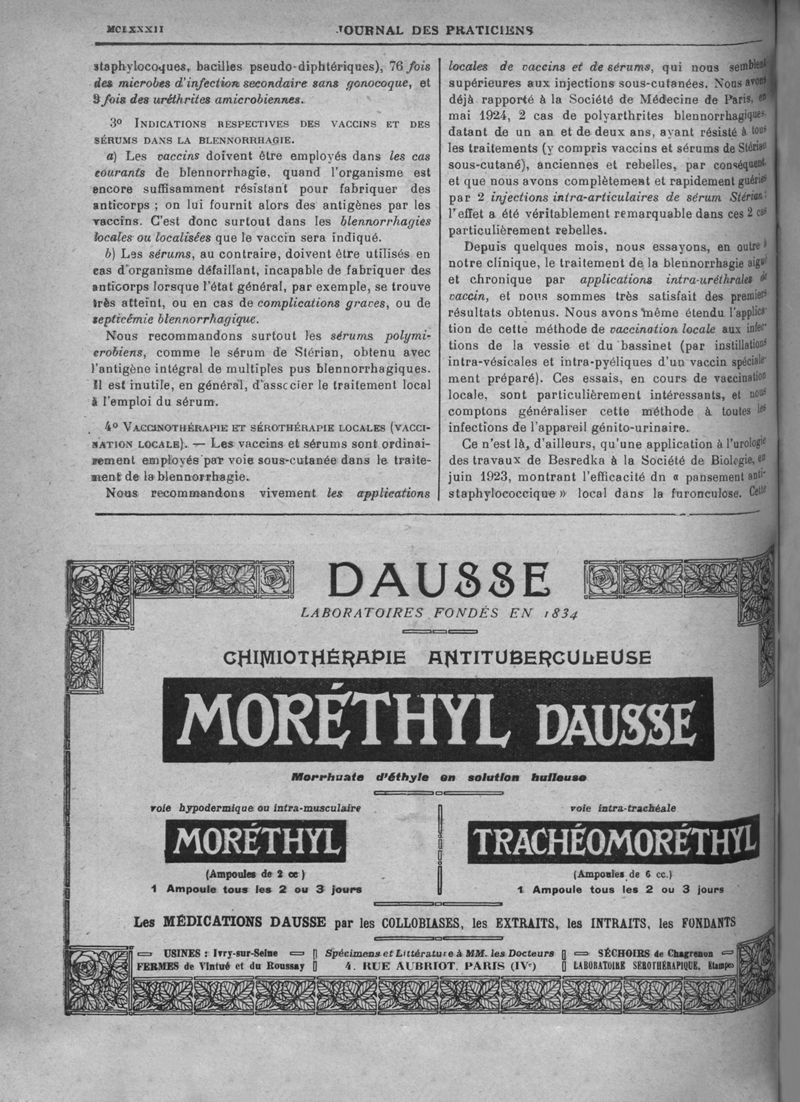 MCLXXXII
JOURNAL DES PRATICIENS
staphylocoques, bacilles pseudo-diphtériques), 76 fois
des microbes d'infection secondaire sans gonocoque, et
9 fois des uréthrites amicrobiennes.
3º INDICATIONS RESPECTIVES DES VACCINS ET DES
SÉRUMS DANS LA BLENNORRHAGIE.
a) Les vaccins doivent être employés dans les cas
courants de blennorrhagie, quand l'organisme est
encore suffisamment résistant pour fabriquer des
anticorps ; on lui fournit alors des antigènes par les
vaccins. C'est donc surtout dans les blennorrhagies
locales ou localisées que le vaccin sera indiqué.
b) Les sérums, au contraire, doivent être utilisés en
cas d'organisme défaillant, incapable de fabriquer des
anticorps lorsque l'état général, par exemple, se trouve
très atteint, ou en cas de complications graves, ou de
septicémie blennorrhagique.
Nous recommandons surtout les sérums polymi-
crobiens, comme le sérum de Stérian, obtenu avec
l'antigène intégral de multiples pus blennorrhagiques.
Il est inutile, en général, d'associer le traitement local
à l'emploi du sérum.
4º VACCINOTHÉRAPIE ET SÉROTHÉRAPIE LOCALES (VACCI-
NATION LOCALE). — Les vaccins et sérums sont ordinai-
rement employés par voie sous-cutanée dans le traite-
ment de la blennorrhagie.
Nous recommandons vivement les applications
locales de vaccins et de sérums, qui nous semblent
supérieures aux injections sous-cutanées. Nous avons
déjà rapporté à la Société de Médecine de Paris, en
mai 1924, 2 cas de polyarthrites blennorrhagiques,
datant de un an et de deux ans, ayant résisté à tous
les traitements (y compris vaccins et sérums de Stérian
sous-cutané), anciennes et rebelles, par conséquent,
et que nous avons complètement et rapidement guéries
par 2 injections intra-articulaires de sérum Stérian :
l'effet a été véritablement remarquable dans ces 2 cas
particulièrement rebelles.
Depuis quelques mois, nous essayons, en outre à
notre clinique, le traitement de la blennorrhagie aiguë
et chronique par applications intra-uréthrales de
vaccin, et nous sommes très satisfait des premiers
résultats obtenus. Nous avons même étendu l'applica-
tion de cette méthode de vaccination locale aux infec-
tions de la vessie et du bassinet (par instillations
intra-vésicales et intra-pyéliques d'un vaccin spéciale-
ment préparé). Ces essais, en cours de vaccination
locale, sont particulièrement intéressants, et nous
comptons généraliser cette méthode à toutes les
infections de l'appareil génito-urinaire.
Ce n'est là, d'ailleurs, qu'une application à l'urologie
des travaux de Besredka à la Société de Biologie, en
juin 1923, montrant l'efficacité dn « pansement anti-
staphylococcique » local dans la furonculose. Cette
DAUSSE
LABORATOIRES FONDÉS EN 1834
CHIMIOTHÉRAPIE ANTITUBERCULEUSE
MORÉTHYL DAUSSE
Morrhuate d'éthyle en solution huileuse
voie hypodermique ou intra-musculaire
MORÉTHYL
(Ampoules de 2 cc)
1 Ampoule tous les 2 ou 3 jours
voie intra-trachéale
TRACHÉOMORÉTHYL
(Ampoules de 6 cc.)
1 Ampoule tous les 2 ou 3 jours
Les MÉDICATIONS DAUSSE par les COLLOBIASES, les EXTRAITS, les INTRAITS, les FONDANTS
USINES : Ivry-sur-Seine
FERMES de Vintué et du Roussay
Spécimens et Littérature à MM. les Docteurs
4, RUE AUBRIOT, PARIS (IVe)
SÉCHOIRS de Chagrenon
LABORATOIRE SÉROTHÉRAPIQUE, Etampes